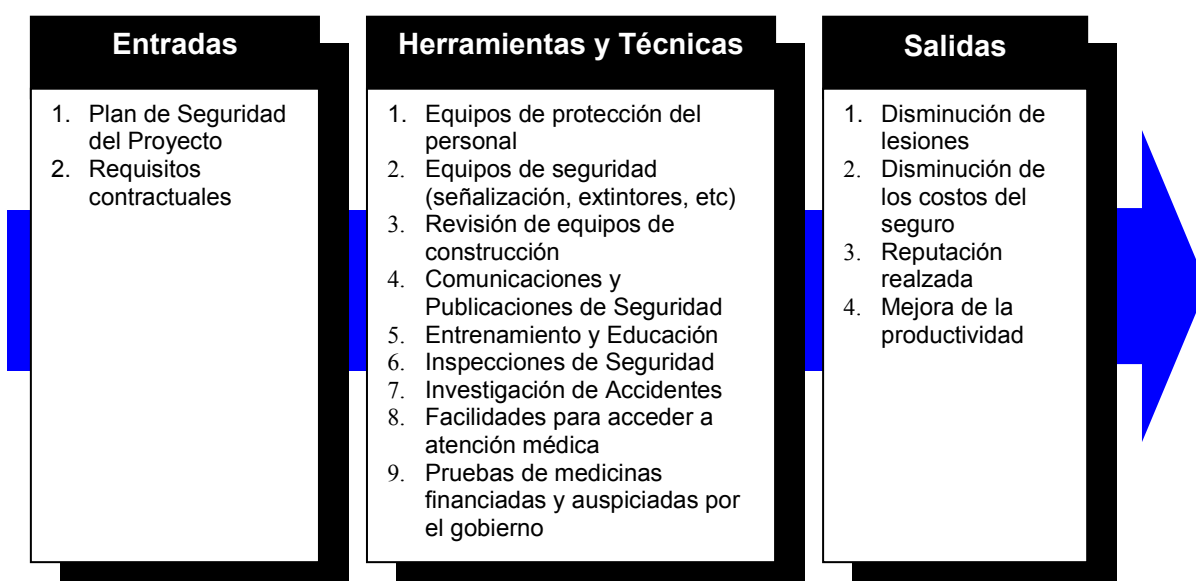 Entradas
1. Plan de Seguridad
del Proyecto
2. Requisitos
contractuales
Herramientas y Técnicas
1. Equipos de protección del
personal
2. Equipos de seguridad
(señalización, extintores, etc)
3. Revisión de equipos de
construcción
4. Comunicaciones y
Publicaciones de Seguridad
5. Entrenamiento y Educación
6. Inspecciones de Seguridad
7. Investigación de Accidentes
8. Facilidades para acceder a
atención médica
9. Pruebas de medicinas
financiadas y auspiciadas por
el gobierno
Salidas
1. Disminución de
lesiones
2. Disminución de
los costos del
seguro
3. Reputación
realzada
4. Mejora de la
productividad